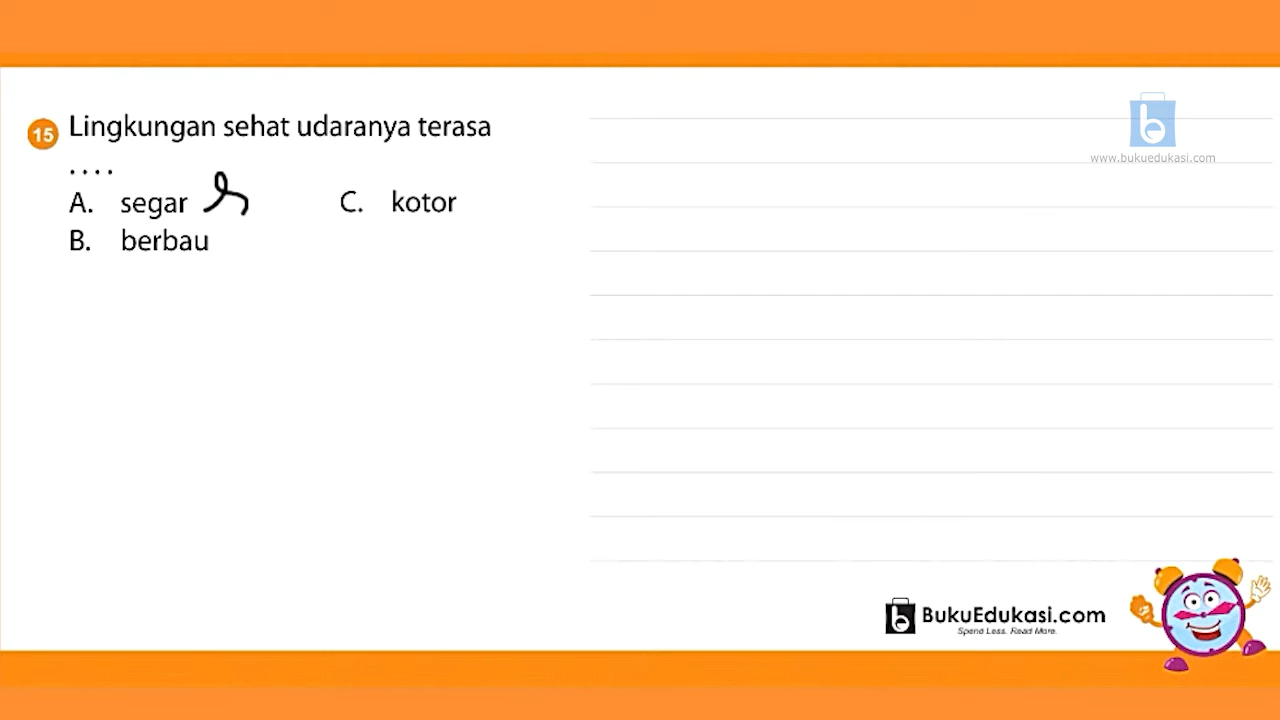 15 Lingkungan sehat udaranya terasa
....
A. segar C. kotor
B. berbau
www.bukuedukasi.com
BukuEdukasi.com
Spend Less. Read More.